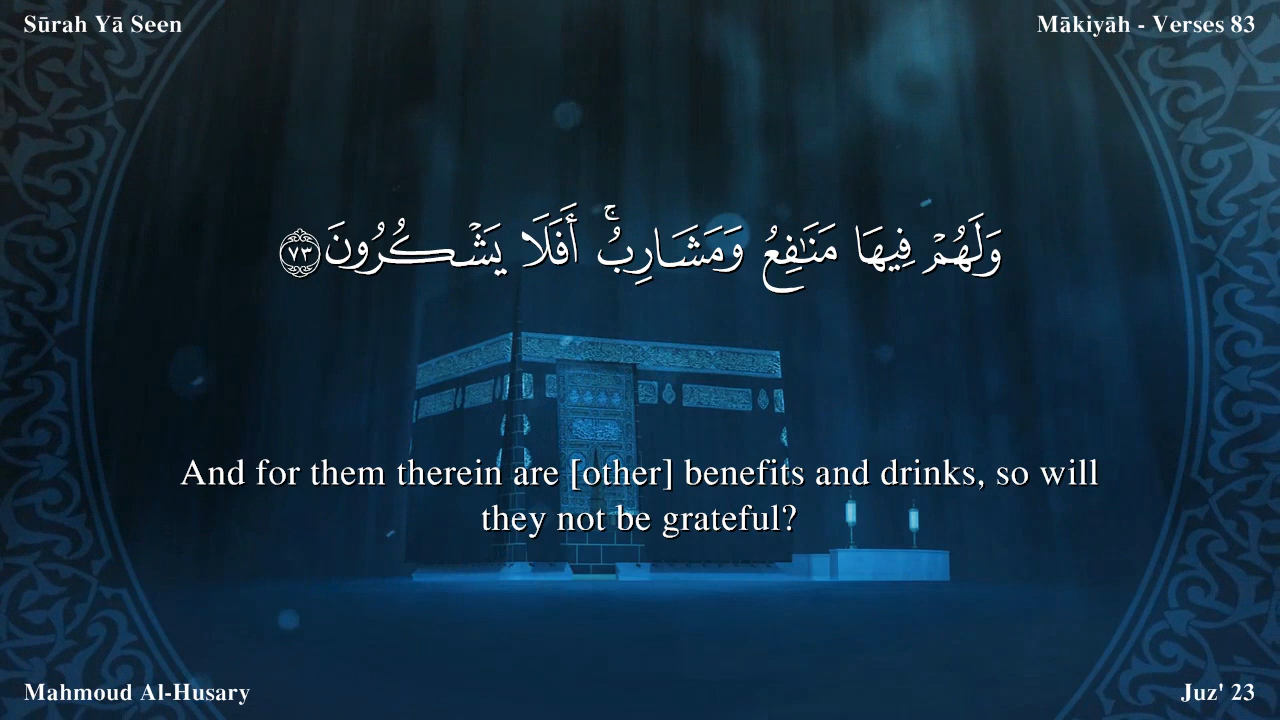 Sūrah Yā Seen
Mākiyāh - Verses 83
وَلَهُمْ فِيهَا مَنَٰفِعُ وَمَشَارِبُ ۚ أَفَلَا يَشْكُرُونَ ٧٣
And for them therein are [other] benefits and drinks, so will
they not be grateful?
Mahmoud Al-Husary
Juz' 23